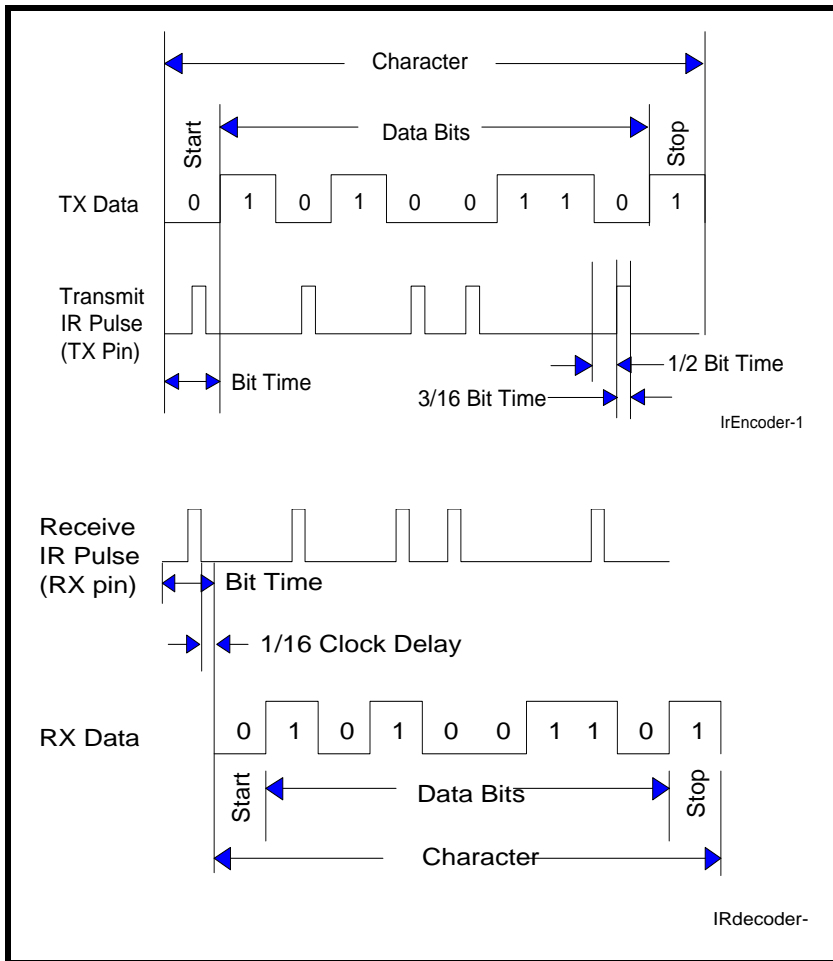 Character
Start
Data Bits
Stop
TX Data
0 1 0 1 0 0 1 1 0 1
Transmit
IR Pulse
(TX Pin)
Bit Time
1/2 Bit Time
3/16 Bit Time
IrEncoder-1
Receive
IR Pulse
(RX pin)
Bit Time
1/16 Clock Delay
RX Data
0 1 0 1 0 0 1 1 0 1
Start
Data Bits
Stop
Character
IRdecoder-